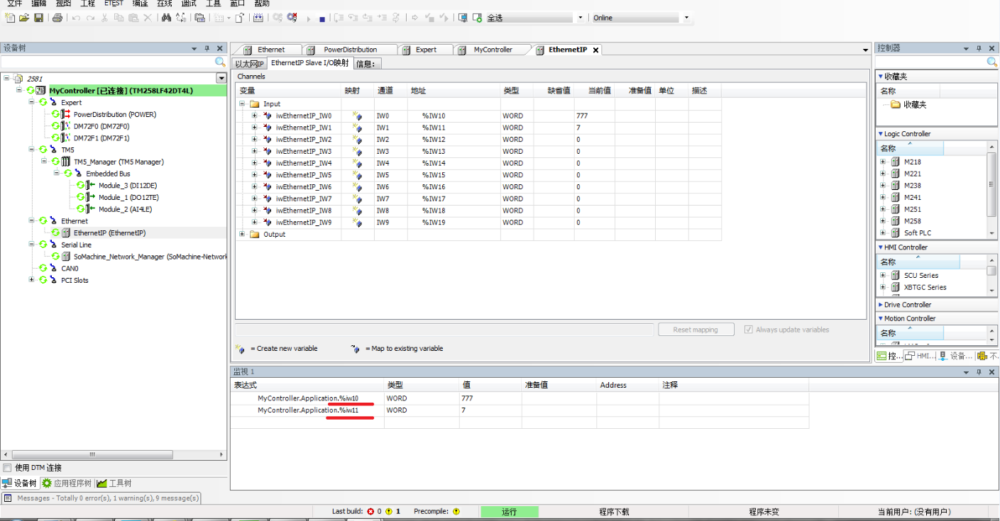 文件 编辑 视图 工程 ETEST 编译 在线 调试 工具 窗口 帮助
全选 Online
设备树
2581
MyController [已连接] (TM258LF42DT4L)
Expert
PowerDistribution (POWER)
DM72F0 (DM72F0)
DM72F1 (DM72F1)
TM5
TM5_Manager (TM5 Manager)
Embedded Bus
Module_3 (DI12DE)
Module_1 (DO12TE)
Module_2 (AI4LE)
Ethernet
EthernetIP (EthernetIP)
Serial Line
SoMachine_Network_Manager (SoMachine-Network
CAN0
PCI Slots
使用 DTM 连接
设备树 应用程序树 工具树
Messages - Totally 0 error(s), 1 warning(s), 9 message(s)
Ethernet PowerDistribution Expert MyController EthernetIP
以太网IP EthernetIP Slave I/O映射 信息:
Channels
变量 映射 通道 地址 类型 缺省值 当前值 准备值 单位 描述
Input
iwEthernetIP_IW0 IW0 %IW10 WORD 777
iwEthernetIP_IW1 IW1 %IW11 WORD 7
iwEthernetIP_IW2 IW2 %IW12 WORD 0
iwEthernetIP_IW3 IW3 %IW13 WORD 0
iwEthernetIP_IW4 IW4 %IW14 WORD 0
iwEthernetIP_IW5 IW5 %IW15 WORD 0
iwEthernetIP_IW6 IW6 %IW16 WORD 0
iwEthernetIP_IW7 IW7 %IW17 WORD 0
iwEthernetIP_IW8 IW8 %IW18 WORD 0
iwEthernetIP_IW9 IW9 %IW19 WORD 0
Output
Reset mapping Always update variables
= Create new variable = Map to existing variable
监视 1
表达式 类型 值 准备值 Address 注释
MyController.Application.%iw10 WORD 777
MyController.Application.%iw11 WORD 7
控制器
收藏夹
名称
收藏夹
Logic Controller
名称
M218
M221
M238
M241
M251
M258
Soft PLC
HMI Controller
名称
SCU Series
XBTGC Series
Drive Controller
Motion Controller
名称
控... HMI... 设备... 不.
Last build: 0 1 Precompile: 运行 程序下载 程序未变 当前用户: (没有用户)